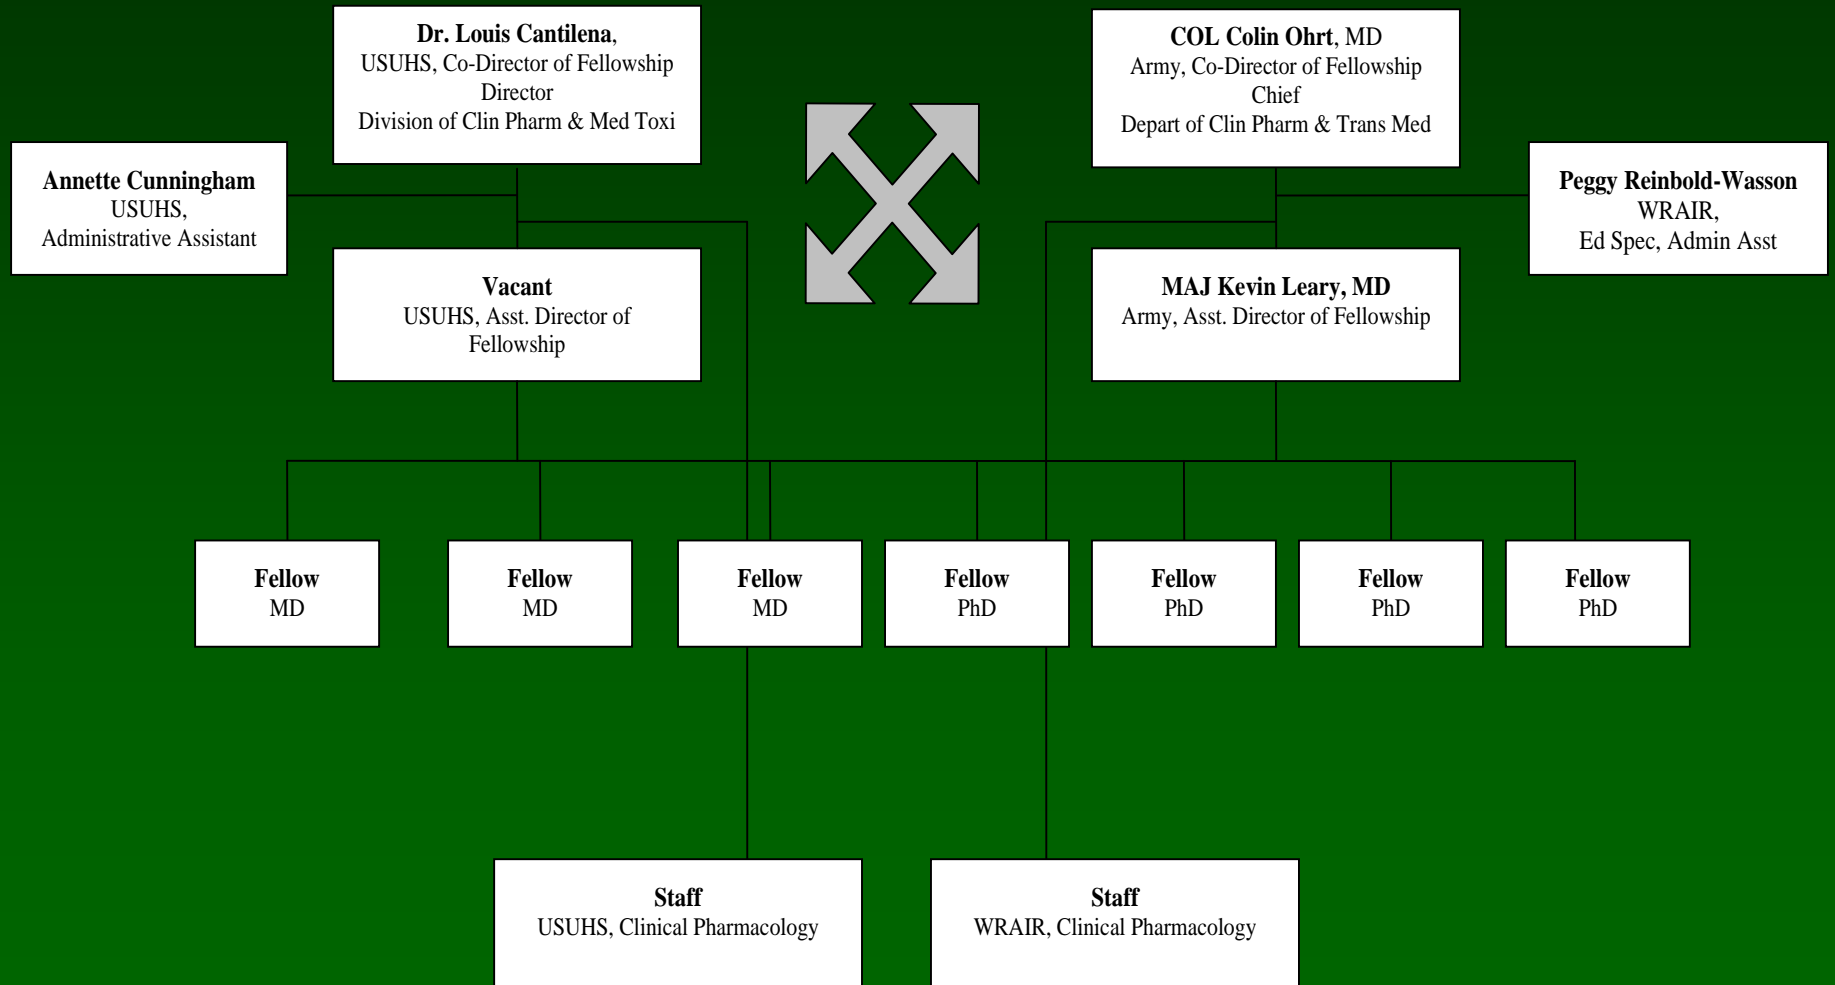 Dr. Louis Cantilena,
USUHS, Co-Director of Fellowship
Director
Division of Clin Pharm & Med Toxi
COL Colin Ohrt, MD
Army, Co-Director of Fellowship
Chief
Depart of Clin Pharm & Trans Med
Annette Cunningham
USUHS,
Administrative Assistant
Peggy Reinbold-Wasson
WRAIR,
Ed Spec, Admin Asst
Vacant
USUHS, Asst. Director of
Fellowship
MAJ Kevin Leary, MD
Army, Asst. Director of Fellowship
Fellow
MD
Fellow
MD
Fellow
MD
Fellow
PhD
Fellow
PhD
Fellow
PhD
Fellow
PhD
Staff
USUHS, Clinical Pharmacology
Staff
WRAIR, Clinical Pharmacology